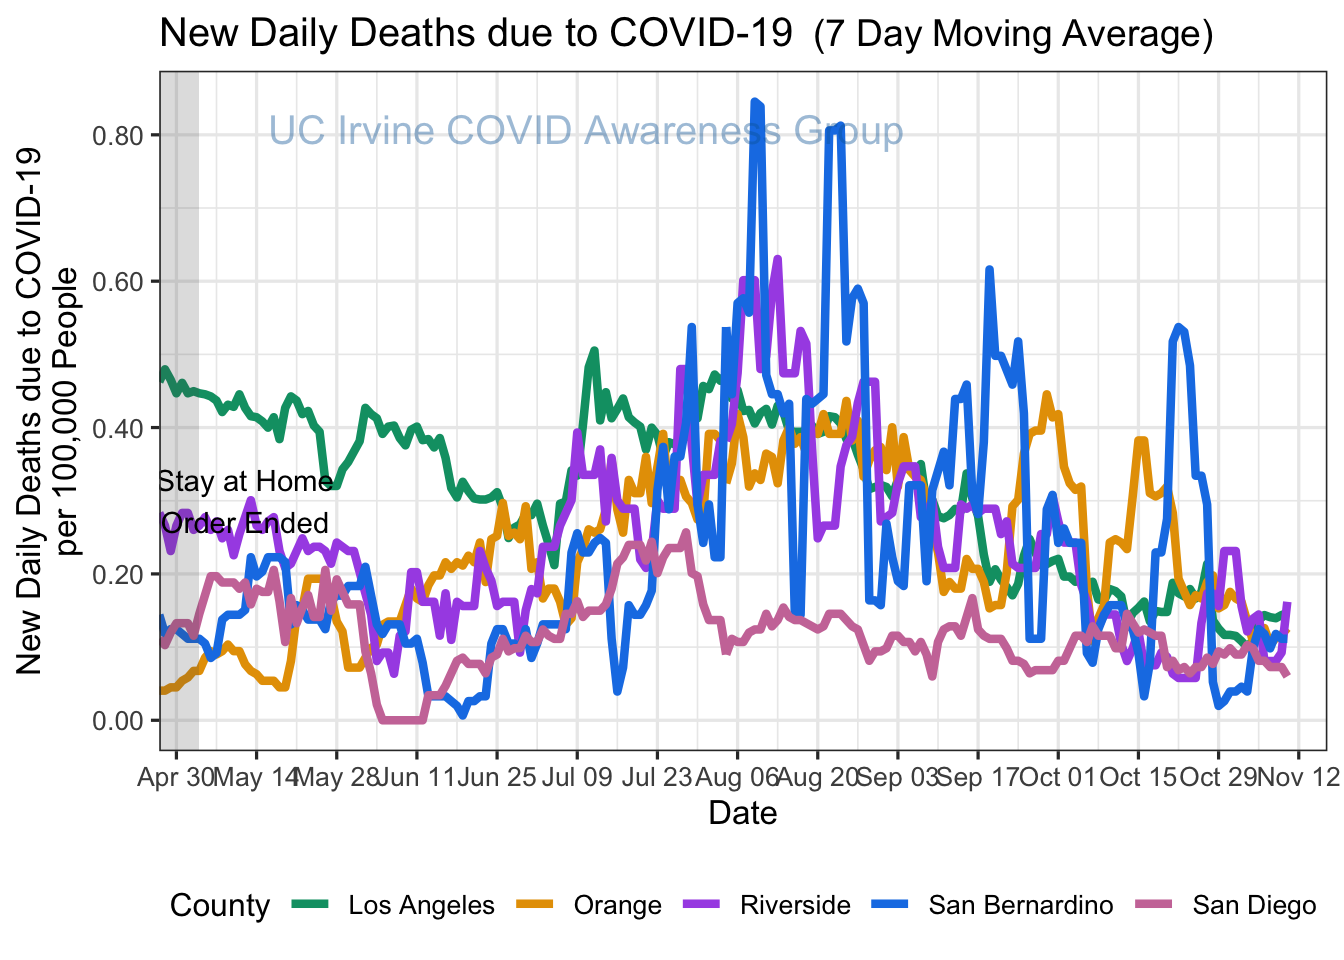 New Daily Deaths due to COVID-19 (7 Day Moving Average)
UC Irvine COVID Awareness Group
New Daily Deaths due to COVID-19
per 100,000 People
0.80
0.60
0.40
0.20
0.00
Stay at Home
Order Ended
Apr 30 May 14 May 28 Jun 11 Jun 25 Jul 09 Jul 23 Aug 06 Aug 20 Sep 03 Sep 17 Oct 01 Oct 15 Oct 29 Nov 12
Date
County Los Angeles Orange Riverside San Bernardino San Diego